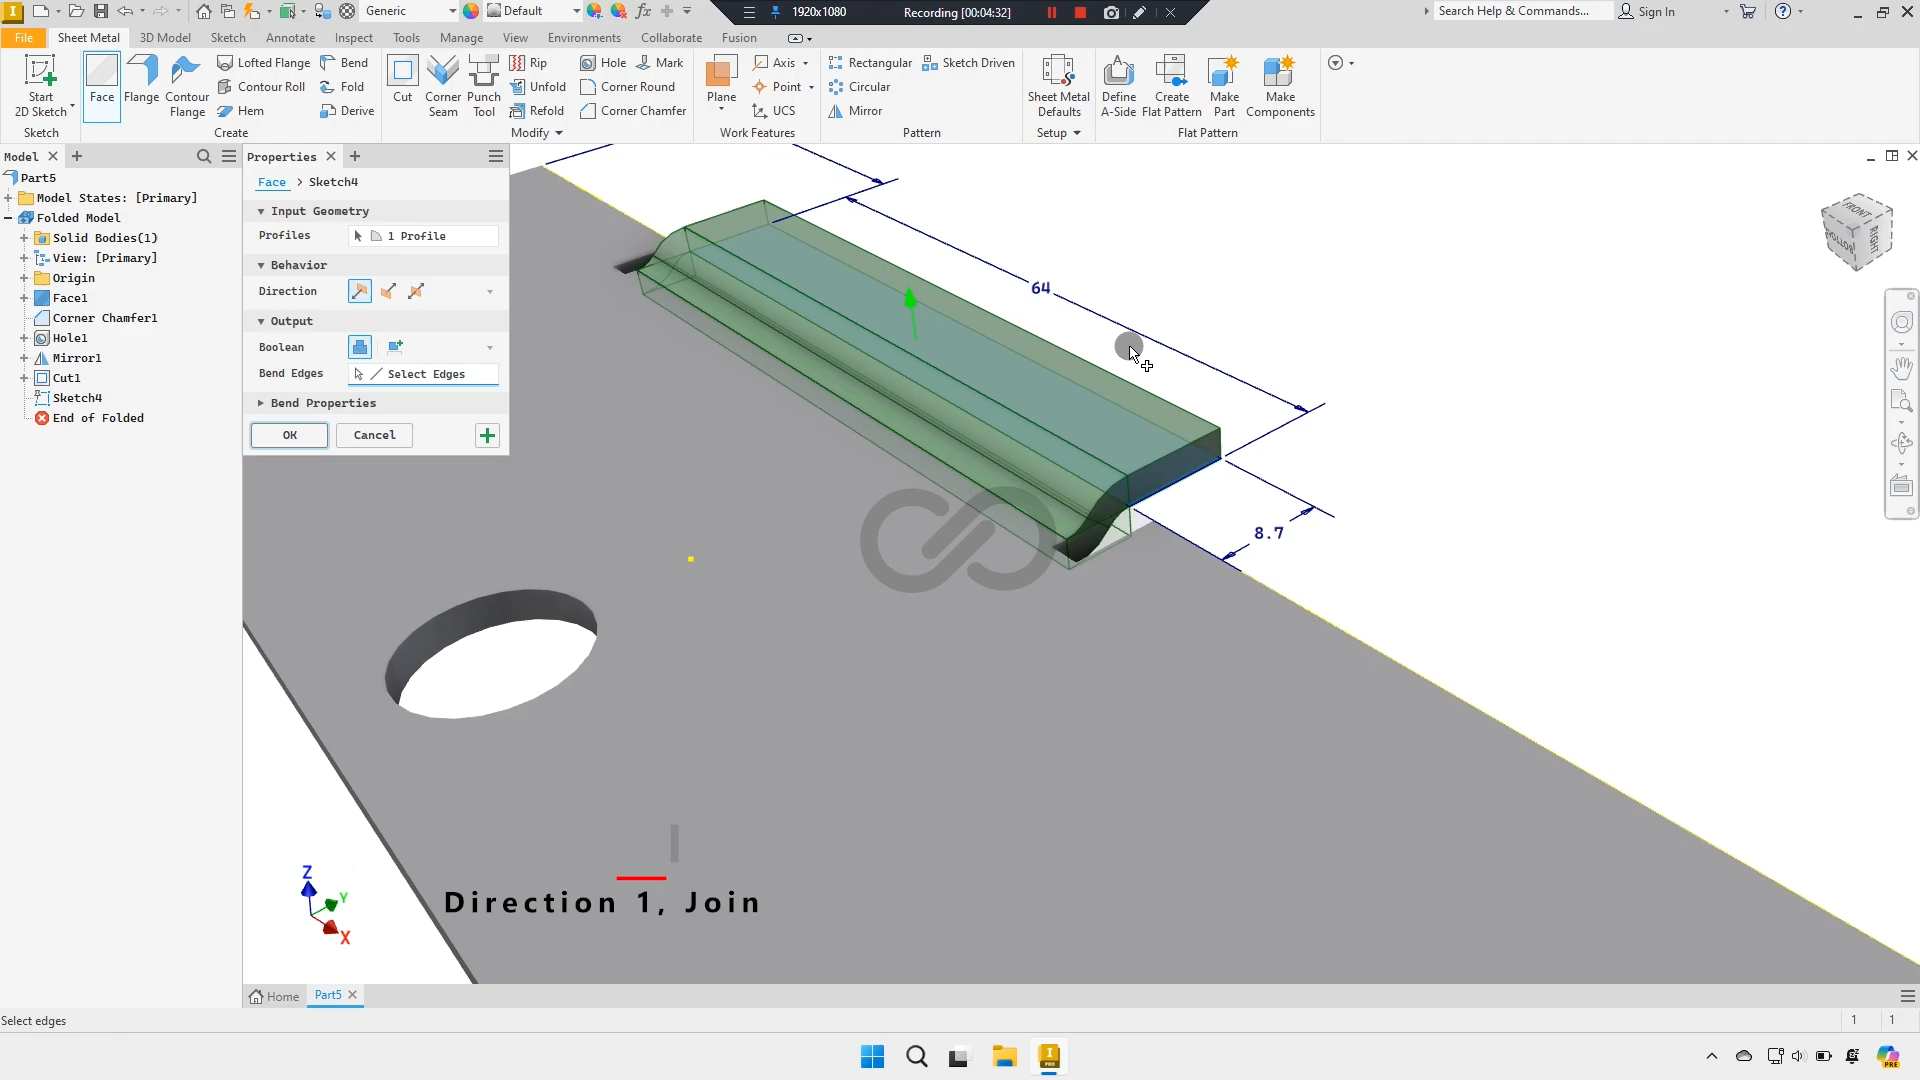 Generic
Default
1920x1080
Recording [00:04:32]
Search Help & Commands...
Sign In
File
Sheet Metal
3D Model
Sketch
Annotate
Inspect
Tools
Manage
View
Environments
Collaborate
Fusion
Start
2D Sketch
Face
Flange
Contour
Flange
Lofted Flange
Contour Roll
Hem
Bend
Fold
Derive
Cut
Corner
Seam
Punch
Tool
Rip
Unfold
Refold
Hole
Mark
Corner Round
Corner Chamfer
Plane
Axis
Point
UCS
Rectangular
Circular
Mirror
Sketch Driven
Sheet Metal
Defaults
Define
A-Side
Create
Flat Pattern
Make
Part
Make
Components
Sketch
Create
Modify
Work Features
Pattern
Setup
Flat Pattern
Model
Part5
Model States: [Primary]
Folded Model
Solid Bodies(1)
View: [Primary]
Origin
Face1
Corner Chamfer1
Hole1
Mirror1
Cut1
Sketch4
End of Folded
Properties
Face > Sketch4
Input Geometry
Profiles
1 Profile
Behavior
Direction
Output
Boolean
Bend Edges
Select Edges
Bend Properties
OK
Cancel
64
8.7
FRONT
RIGHT
BOTTOM
Z
Y
X
Direction 1, Join
Home
Part5
Select edges
1
1
I
PRO
PRE